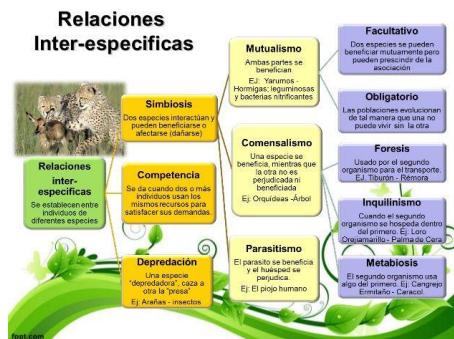 Relaciones
Inter-especificas
Relaciones
inter-
especificas
Se establecen entre
individuos de
diferentes especies
Simbiosis
Dos especies interactúan y
pueden beneficiarse o
afectarse (dañarse)
Competencia
Se da cuando dos o más
individuos usan los
mismos recursos para
satisfacer sus demandas.
Depredación
Una especie
"depredadora", caza a
otra la "presa"
Ej: Arañas - insectos
Mutualismo
Ambas partes se
benefician
EJ: Yarumos -
Hormigas; leguminosas
y bacterias nitrificantes
Comensalismo
Una especie se
beneficia, mientras que
la otra no es
perjudicada ni
beneficiada
Ej: Orquídeas -Árbol
Parasitismo
El parasito se beneficia
y el huésped se
perjudica.
Ej: El piojo humano
Facultativo
Dos especies se pueden
beneficiar mutuamente pero
pueden prescindir de la
asociación
Obligatorio
Las poblaciones evolucionan
de tal manera que una no
puede vivir sin la otra
Foresis
Usado por el segundo
organismo para el transporte.
EJ. Tiburón - Rémora
Inquilinismo
Cuando el segundo
organismo se hospeda dentro
del primero. Ej: Loro
Orejiamarillo - Palma de Cera
Metabiosis
El segundo organismo usa
algo del primero. Ej: Cangrejo
Ermitaño - Caracol.
foot.com